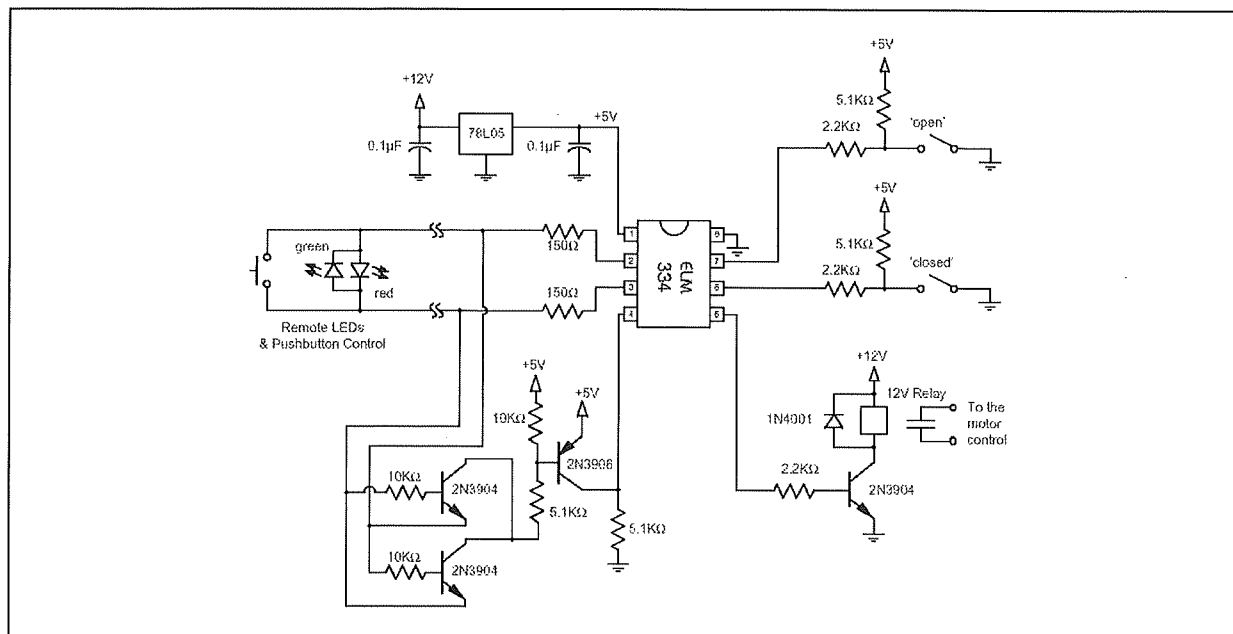 +12V
78L05
+5V
0.1µF
0.1µF
+5V
5.1KΩ
2.2KΩ
'open'
+5V
5.1KΩ
2.2KΩ
'closed'
green
red
Remote LEDs
& Pushbutton Control
150Ω
150Ω
1
2
3
4
8
7
6
5
ELM
334
+5V
+5V
10KΩ
2N3906
5.1KΩ
5.1KΩ
10KΩ
2N3904
10KΩ
2N3904
+12V
12V Relay
1N4001
To the
motor
control
2.2KΩ
2N3904